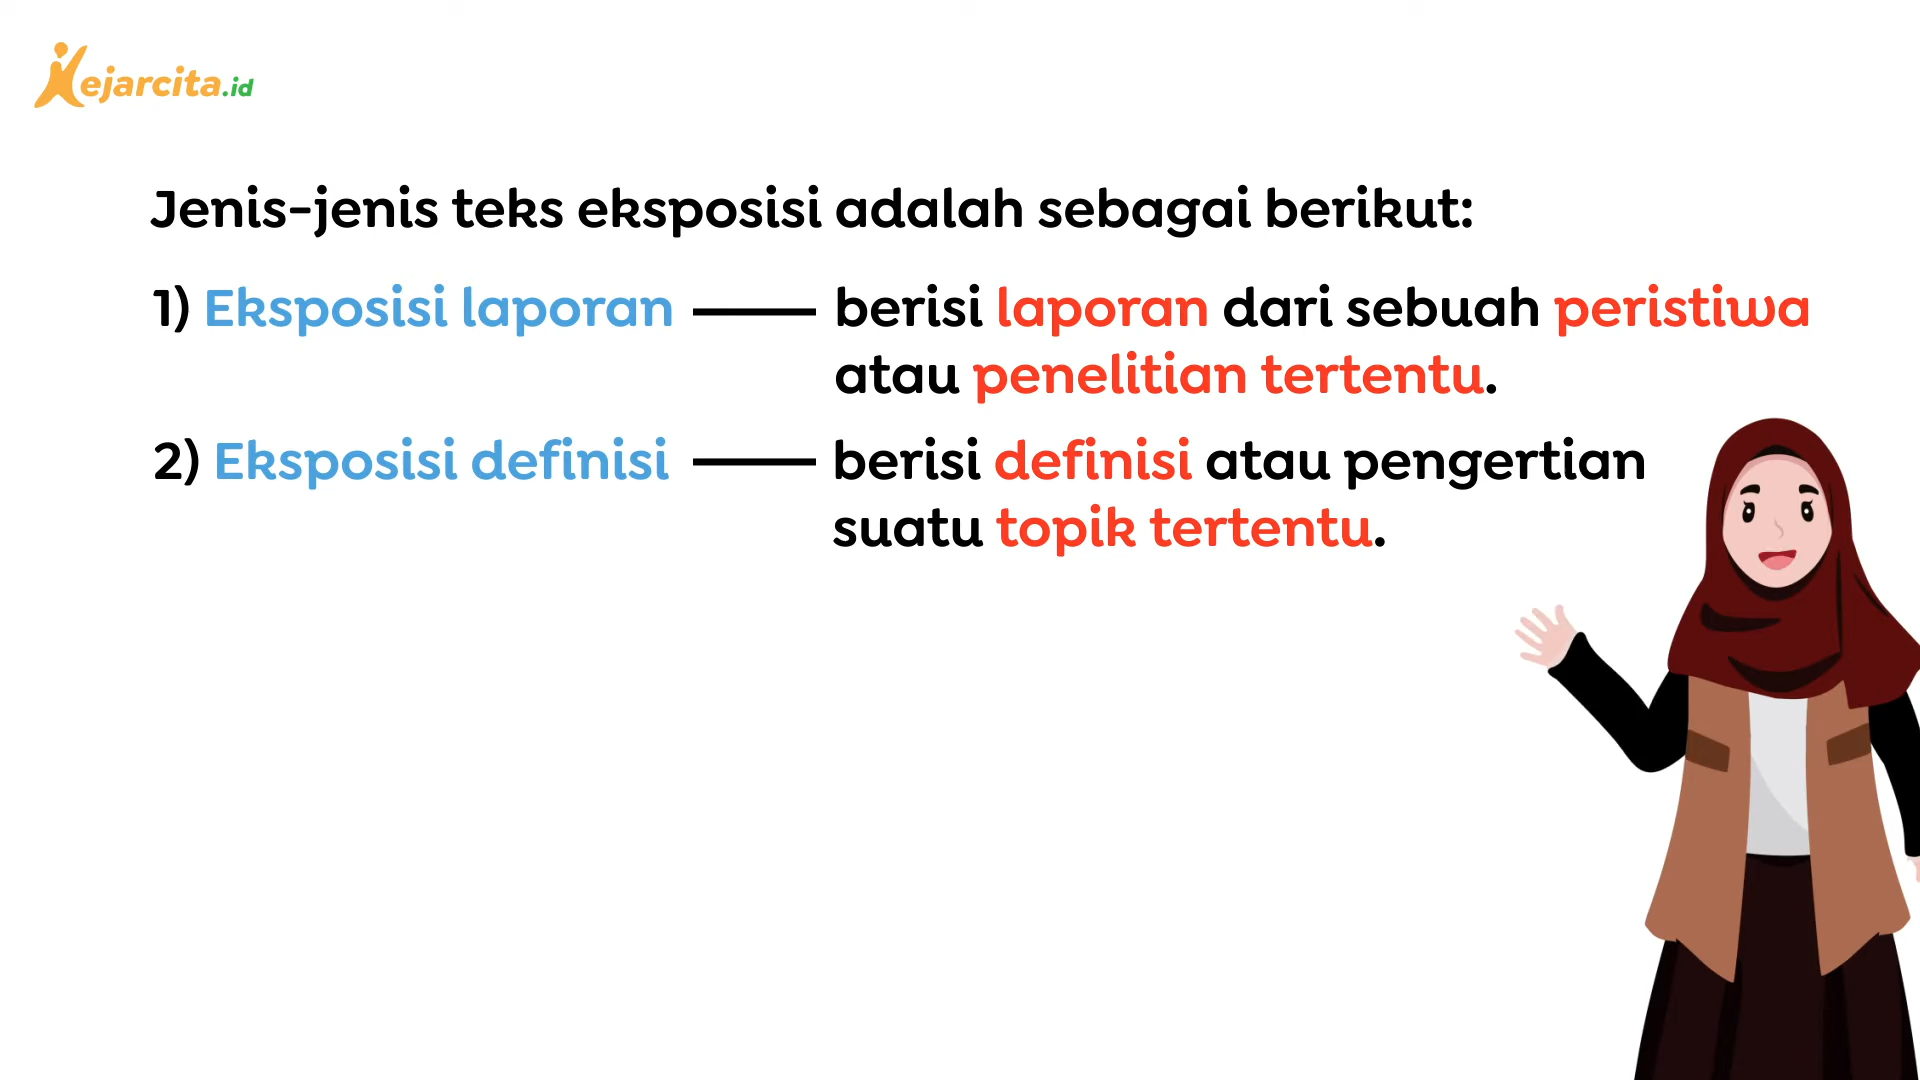 Kejarcita.id
Jenis-jenis teks eksposisi adalah sebagai berikut:
1) Eksposisi laporan — berisi laporan dari sebuah peristiwa
atau penelitian tertentu.
2) Eksposisi definisi — berisi definisi atau pengertian
suatu topik tertentu.